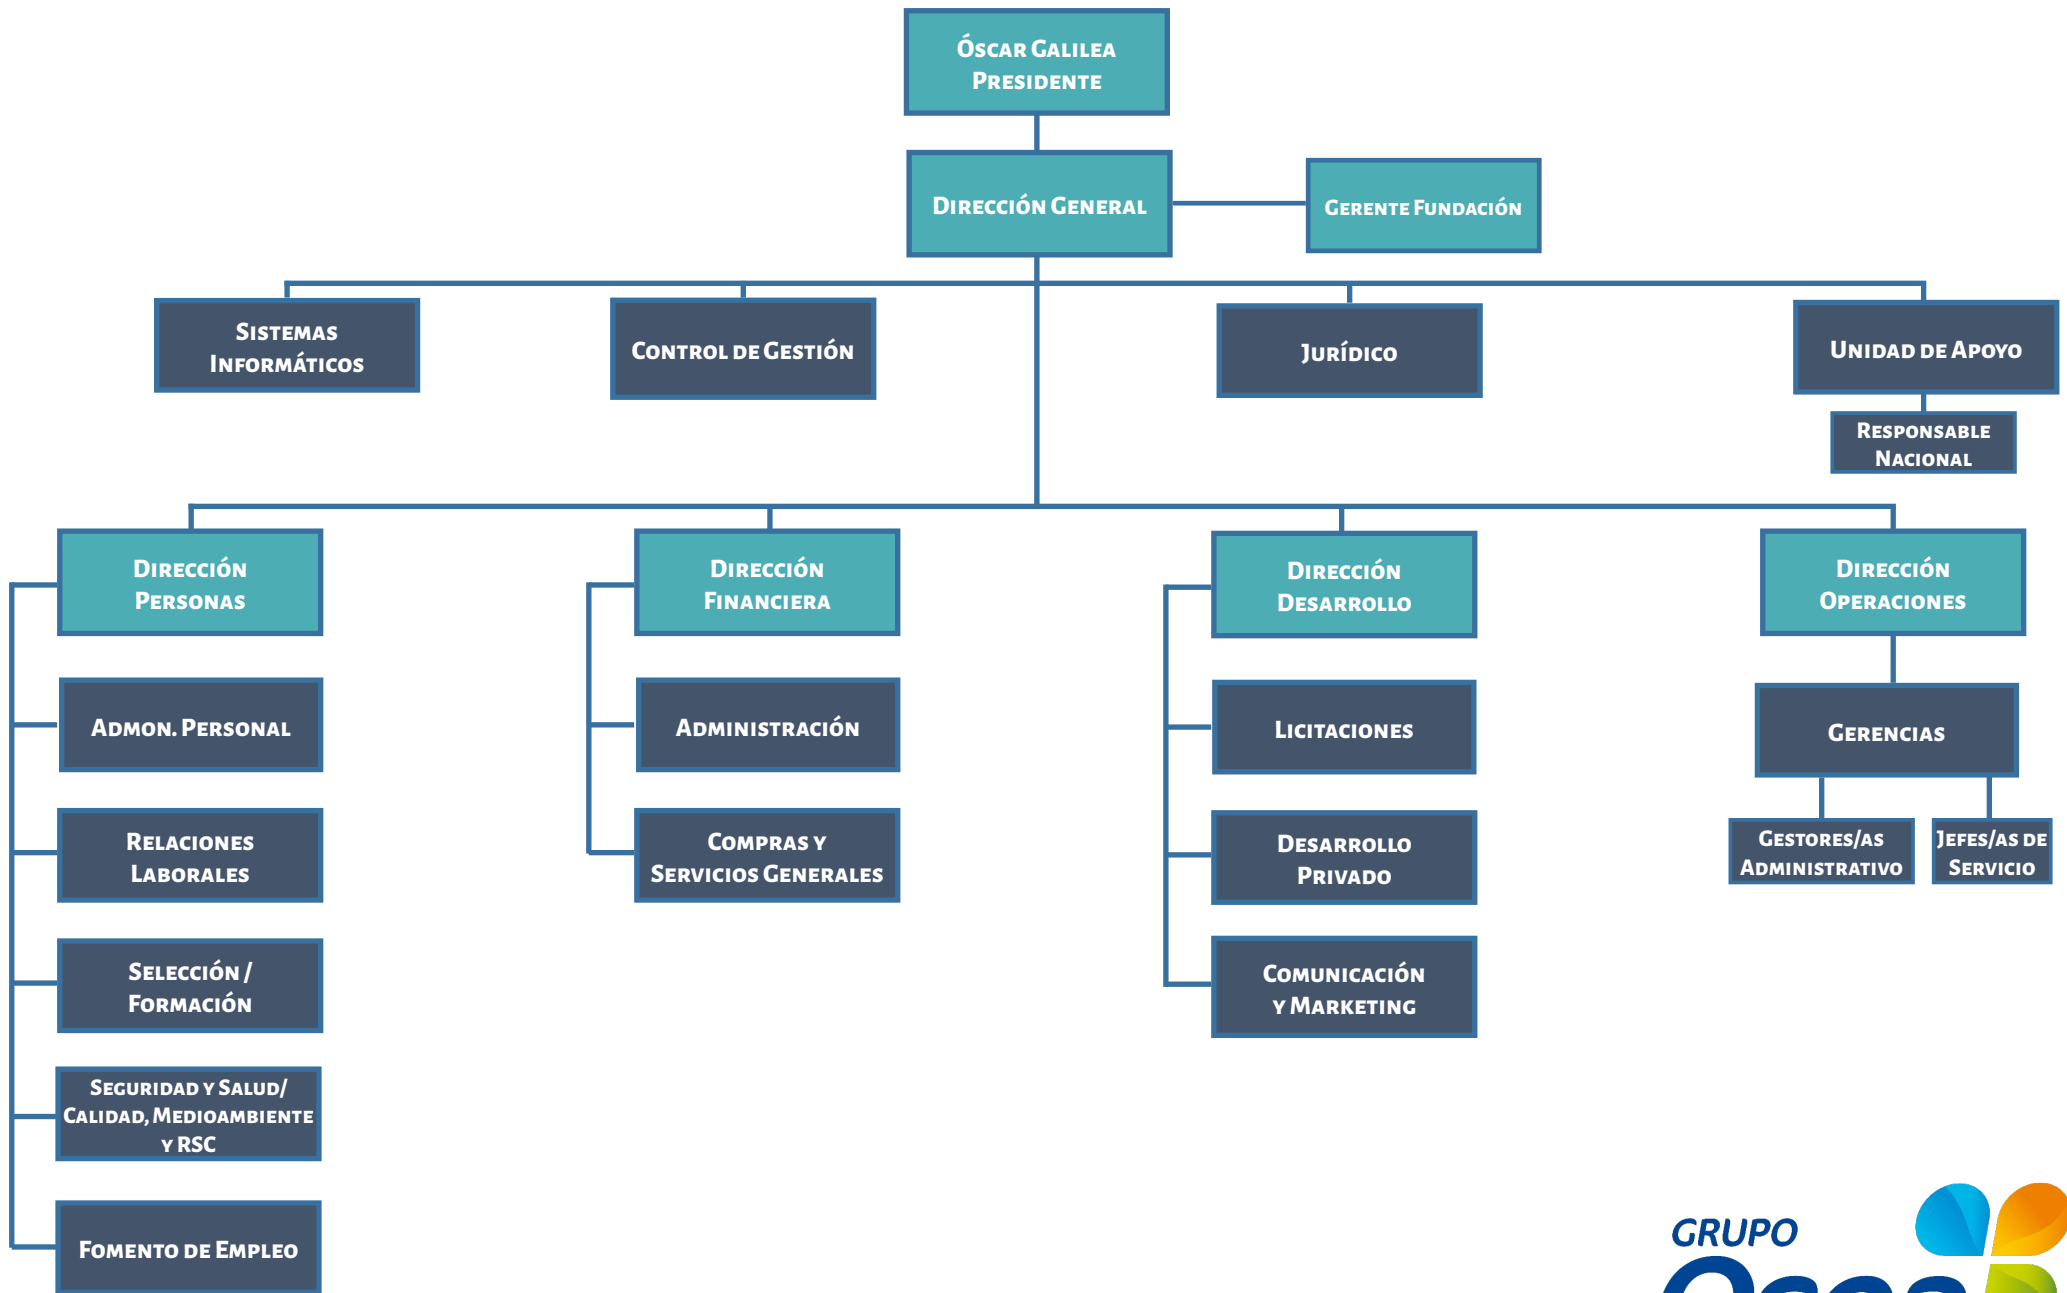 Óscar Galilea
Presidente
Dirección General
Gerente Fundación
Sistemas
Informáticos
Control de Gestión
Jurídico
Unidad de Apoyo
Responsable
Nacional
Dirección
Personas
Dirección
Financiera
Dirección
Desarrollo
Dirección
Operaciones
Admon. Personal
Administración
Licitaciones
Gerencias
Relaciones
Laborales
Compras y
Servicios Generales
Desarrollo
Privado
Gestores/as
Administrativo
Jefes/as de
Servicio
Selección /
Formación
Comunicación
y Marketing
Seguridad y Salud/
Calidad, Medioambiente
y RSC
Fomento de Empleo
GRUPO